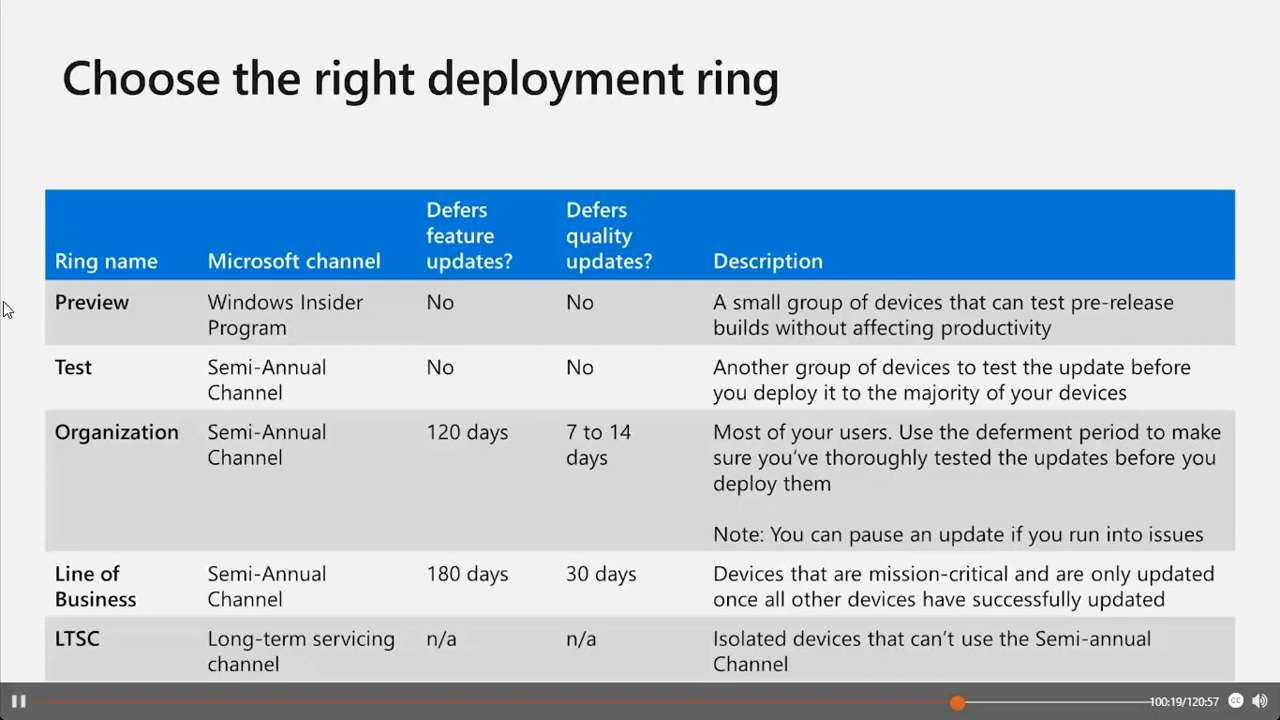 Choose the right deployment ring
Defers
feature
updates?
Defers
quality
updates?
Ring name
Microsoft channel
Description
Preview
Windows Insider
Program
No
No
A small group of devices that can test pre-release
builds without affecting productivity
Test
Semi-Annual
Channel
No
No
Another group of devices to test the update before
you deploy it to the majority of your devices
Organization
Semi-Annual
Channel
120 days
7 to 14
days
Most of your users. Use the deferment period to make
sure you've thoroughly tested the updates before you
deploy them
Note: You can pause an update if you run into issues
Line of
Business
Semi-Annual
Channel
180 days
30 days
Devices that are mission-critical and are only updated
once all other devices have successfully updated
LTSC
Long-term servicing
channel
n/a
n/a
Isolated devices that can't use the Semi-annual
Channel
100:19/120:57
CC